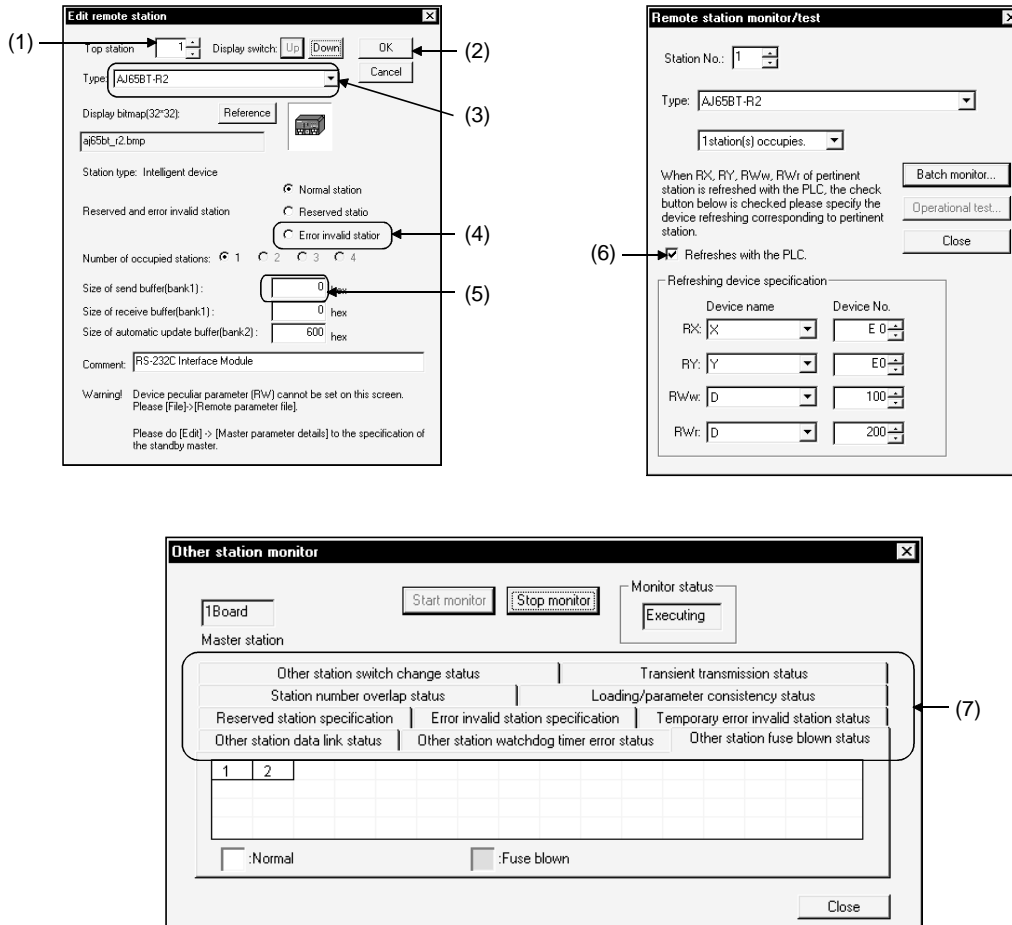 Edit remote station
(1)
Top station 1 Display switch: Up Down OK
(2)
Type: AJ65BT-R2 Cancel
(3)
Display bitmap(32*32): Reference
aj65bt_r2.bmp
Station type: Intelligent device
Normal station
Reserved and error invalid station Reserved statio
Error invalid station
(4)
Number of occupied stations: 1 2 3 4
Size of send buffer(bank1) : 0 hex
(5)
Size of receive buffer(bank1) : 0 hex
Size of automatic update buffer(bank2) : 600 hex
Comment: RS-232C Interface Module
Warning! Device peculiar parameter (RW) cannot be set on this screen.
Please [File]->[Remote parameter file].
Please do [Edit] -> [Master parameter details] to the specification of
the standby master.
Remote station monitor/test
Station No.: 1
Type: AJ65BT-R2
1station(s) occupies.
When RX, RY, RWw, RWr of pertinent
station is refreshed with the PLC, the check
button below is checked please specify the
device refreshing corresponding to pertinent
station.
Batch monitor...
Operational test...
Close
(6)
Refreshes with the PLC.
Refreshing device specification
Device name Device No.
RX: X E 0
RY: Y E0
RWw: D 100
RWr: D 200
Other station monitor
1Board
Master station
Start monitor Stop monitor
Monitor status
Executing
Other station switch change status Transient transmission status
Station number overlap status Loading/parameter consistency status
Reserved station specification Error invalid station specification Temporary error invalid station status
Other station data link status Other station watchdog timer error status Other station fuse blown status
(7)
1 2
:Normal :Fuse blown
Close